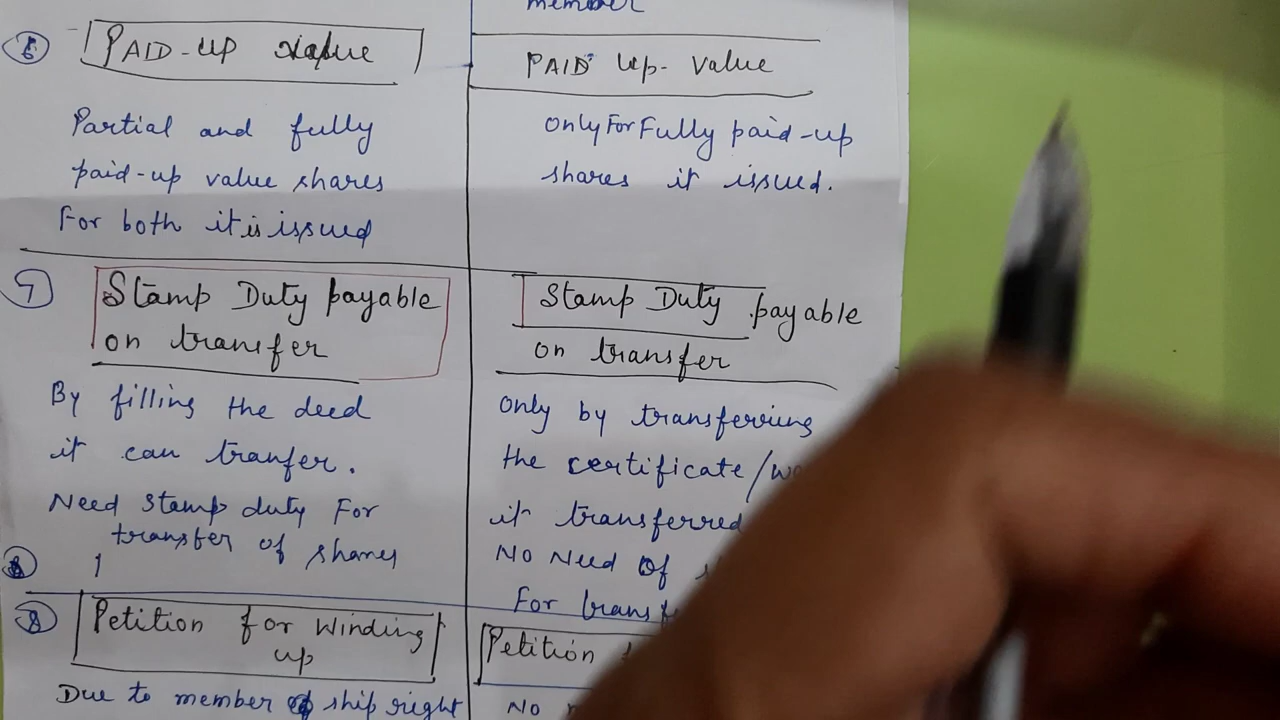 member
6 PAID-UP value
Partial and fully
paid-up value shares
For both it is issued
PAID up-value
only For Fully paid-up
shares it issued.
7 Stamp Duty payable
on transfer
By filling the deed
it can tranfer.
Need stamp duty For
transfer of shares
Stamp Duty payable
on transfer
only by transferring
the certificate/
it transferred
No Need of
For
8 Petition for Winding
up
Due to member ship right
Petition
No